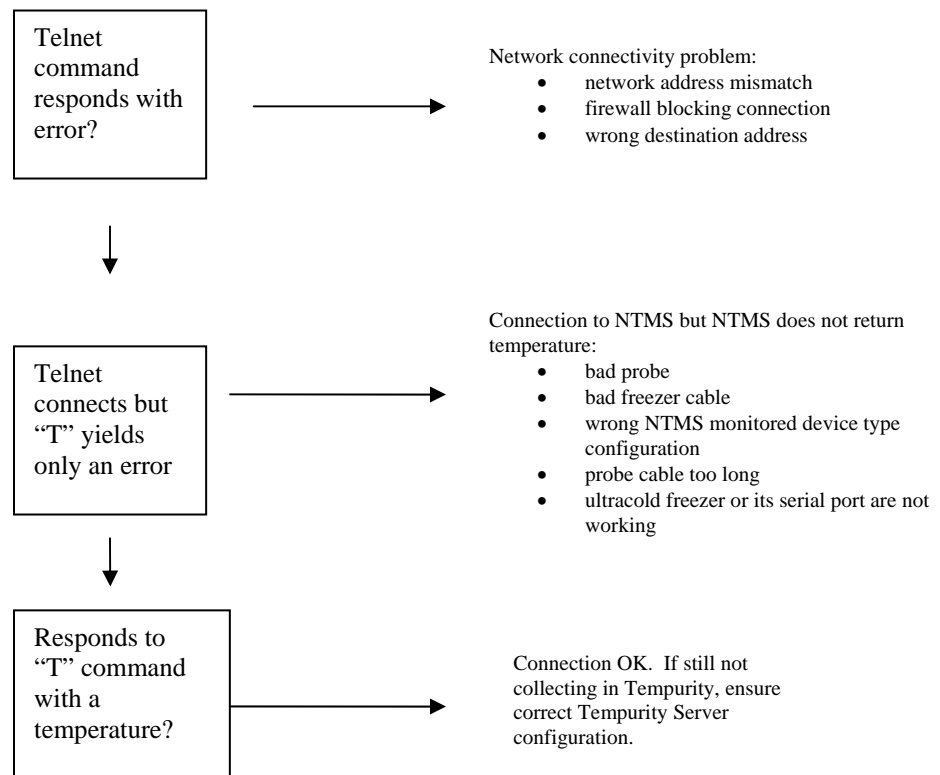 Telnet
command
responds with
error?
Network connectivity problem:
• network address mismatch
• firewall blocking connection
• wrong destination address
Telnet
connects but
“T” yields
only an error
Connection to NTMS but NTMS does not return
temperature:
• bad probe
• bad freezer cable
• wrong NTMS monitored device type
configuration
• probe cable too long
• ultracold freezer or its serial port are not
working
Responds to
“T” command
with a
temperature?
Connection OK. If still not
collecting in Tempurity, ensure
correct Tempurity Server
configuration.